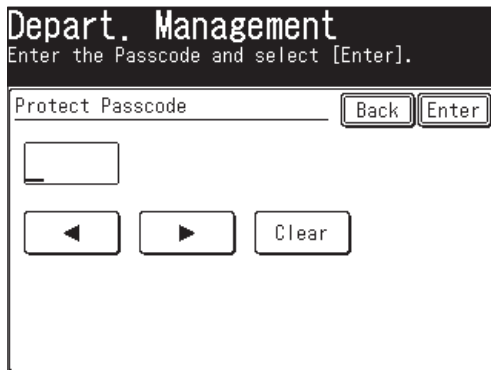 Depart. Management
Enter the Passcode and select [Enter].
Protect Passcode
Back Enter
Clear